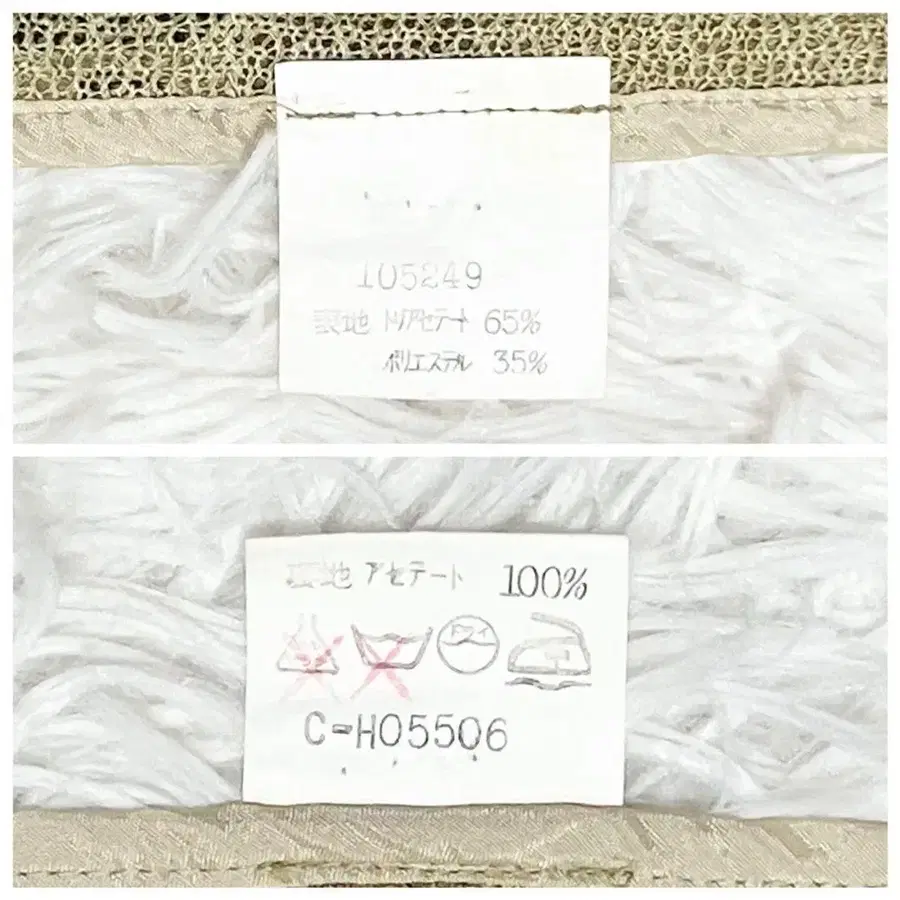 105249
表地 トリアセテート 65%
ポリエステル 35%
裏地 アセテート 100%
ドライ
C-H05506